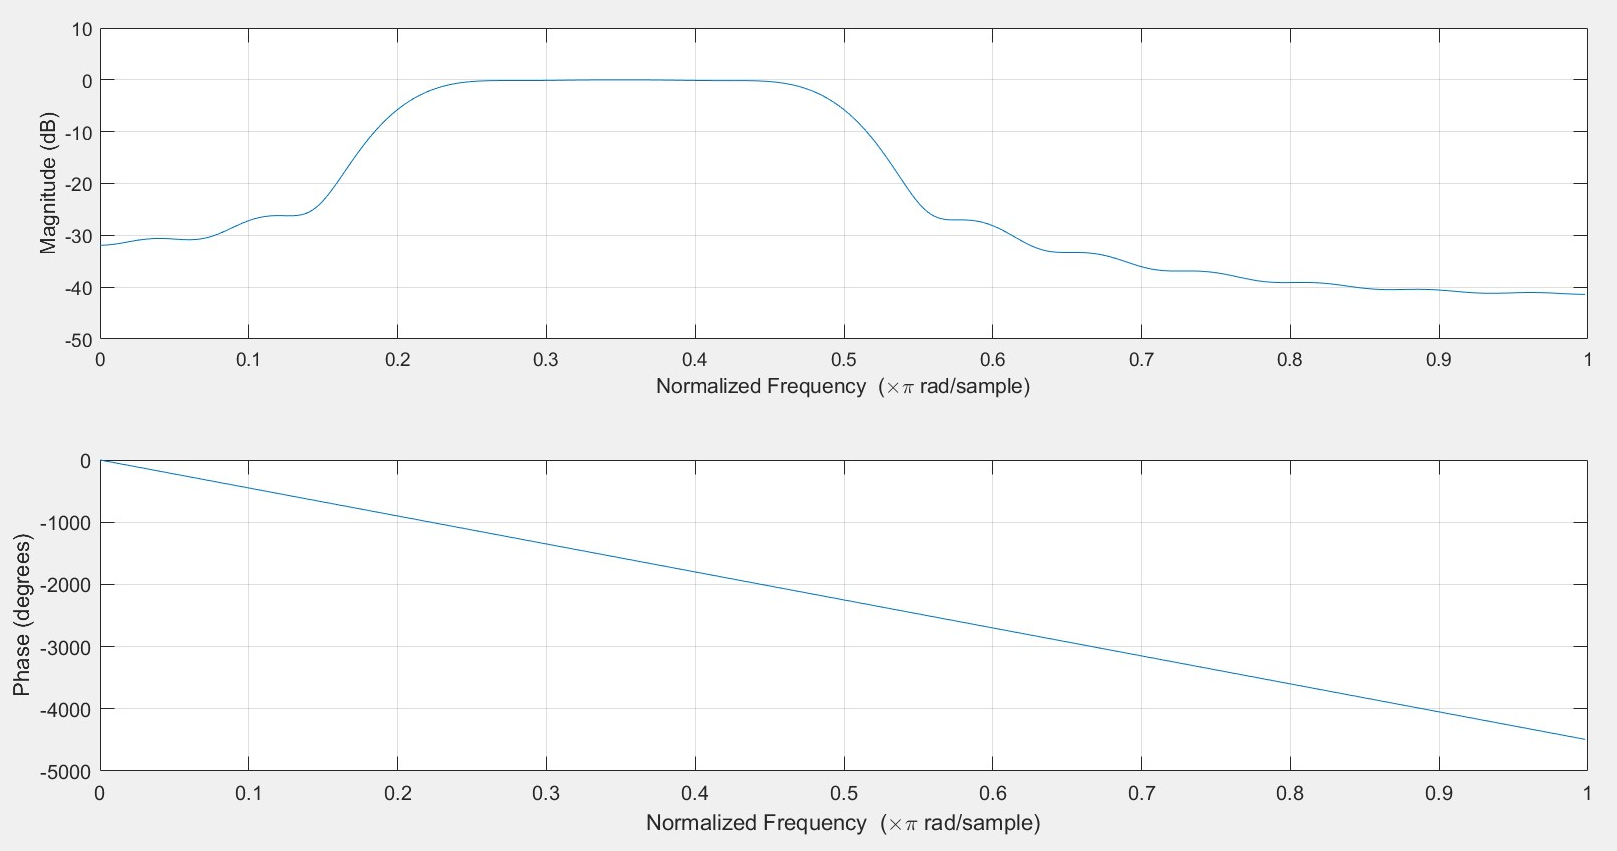 10
0
-10
-20
-30
-40
-50
Magnitude (dB)
0 0.1 0.2 0.3 0.4 0.5 0.6 0.7 0.8 0.9 1
Normalized Frequency (×π rad/sample)
0
-1000
-2000
-3000
-4000
-5000
Phase (degrees)
0 0.1 0.2 0.3 0.4 0.5 0.6 0.7 0.8 0.9 1
Normalized Frequency (×π rad/sample)